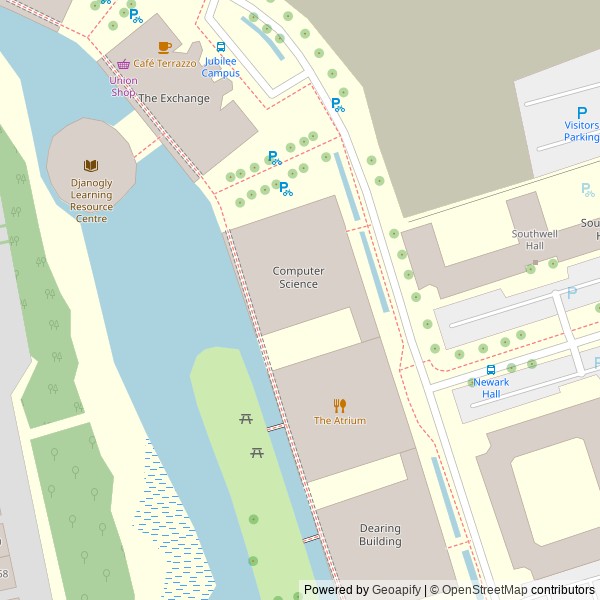 Café Terrazzo
Jubilee
Campus
Union
Shop
The Exchange
Visitors
Parking
Djanogly
Learning
Resource
Centre
Southwell
Hall
Computer
Science
Newark
Hall
The Atrium
Dearing
Building
Powered by Geoapify | © OpenStreetMap contributors